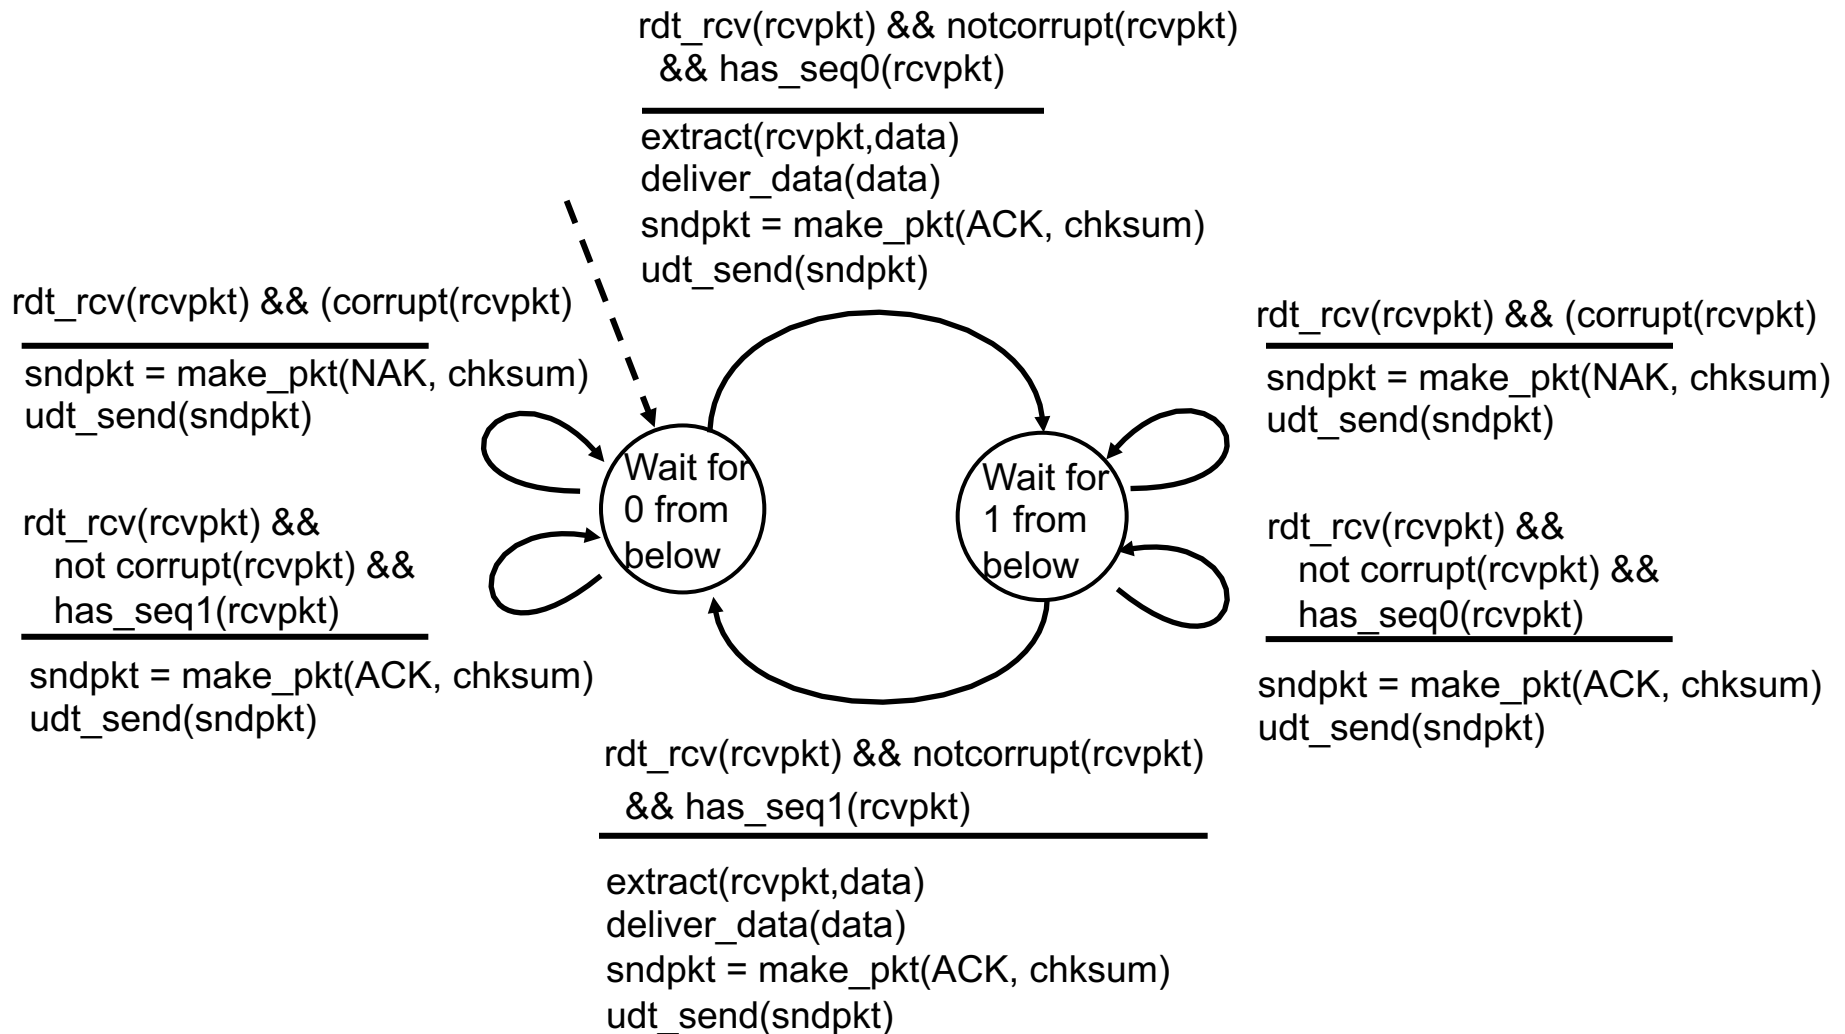 rdt_rcv(rcvpkt) && notcorrupt(rcvpkt)
&& has_seq0(rcvpkt)
extract(rcvpkt,data)
deliver_data(data)
sndpkt = make_pkt(ACK, chksum)
udt_send(sndpkt)
rdt_rcv(rcvpkt) && (corrupt(rcvpkt)
sndpkt = make_pkt(NAK, chksum)
udt_send(sndpkt)
rdt_rcv(rcvpkt) &&
not corrupt(rcvpkt) &&
has_seq1(rcvpkt)
sndpkt = make_pkt(ACK, chksum)
udt_send(sndpkt)
Wait for
0 from
below
Wait for
1 from
below
rdt_rcv(rcvpkt) && (corrupt(rcvpkt)
sndpkt = make_pkt(NAK, chksum)
udt_send(sndpkt)
rdt_rcv(rcvpkt) &&
not corrupt(rcvpkt) &&
has_seq0(rcvpkt)
sndpkt = make_pkt(ACK, chksum)
udt_send(sndpkt)
rdt_rcv(rcvpkt) && notcorrupt(rcvpkt)
&& has_seq1(rcvpkt)
extract(rcvpkt,data)
deliver_data(data)
sndpkt = make_pkt(ACK, chksum)
udt_send(sndpkt)